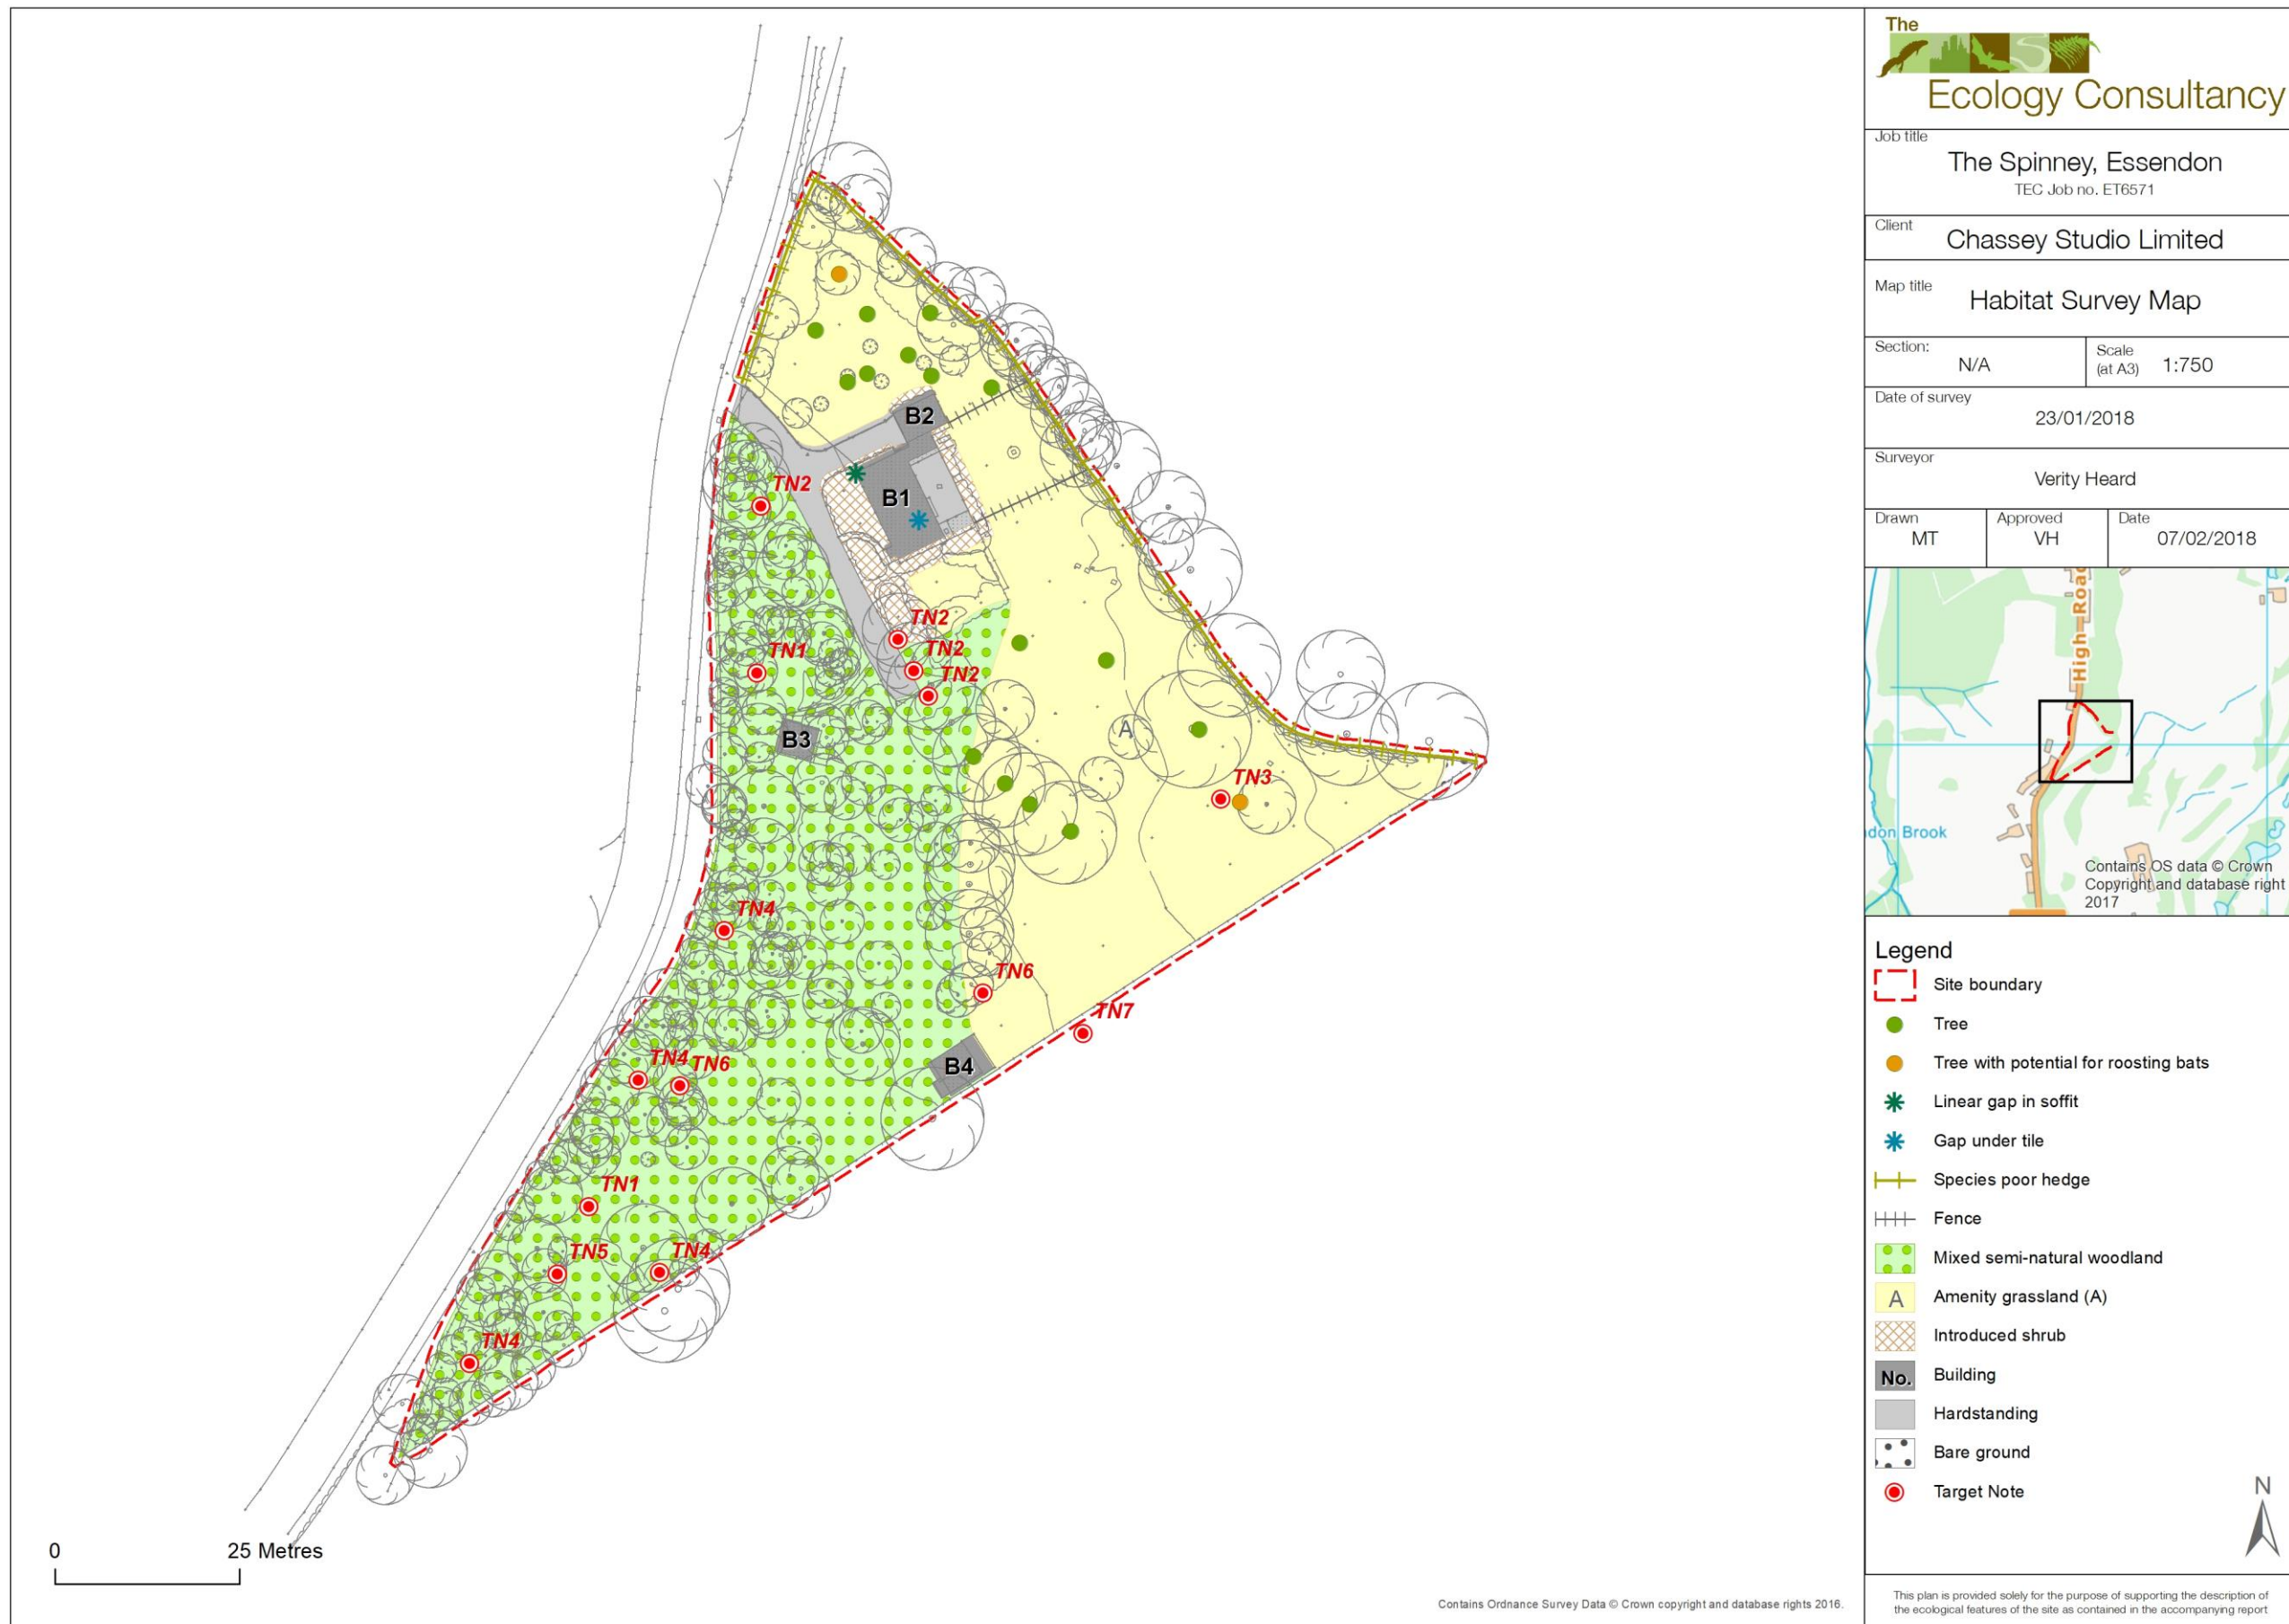 The
Ecology Consultancy
Job title
The Spinney, Essendon
TEC Job no. ET6571
Client
Chassey Studio Limited
Map title
Habitat Survey Map
Section:
N/A
Scale
(at A3)
1:750
Date of survey
23/01/2018
Surveyor
Verity Heard
Drawn
MT
Approved
VH
Date
07/02/2018
High Road
don Brook
Contains OS data © Crown
Copyright and database right
2017
Legend
Site boundary
Tree
Tree with potential for roosting bats
Linear gap in soffit
Gap under tile
Species poor hedge
Fence
Mixed semi-natural woodland
A
Amenity grassland (A)
Introduced shrub
No.
Building
Hardstanding
Bare ground
Target Note
N
This plan is provided solely for the purpose of supporting the description of
the ecological features of the site as contained in the accompanying report
B2
TN2
B1
TN2
TN2
TN1
TN2
B3
A
TN3
TN4
TN6
TN7
TN4
TN6
B4
TN1
TN5
TN4
TN4
0
25 Metres
Contains Ordnance Survey Data © Crown copyright and database rights 2016.